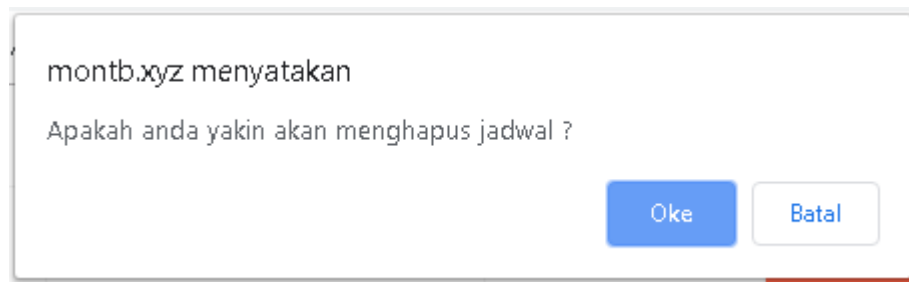 montb.xyz menyatakan
Apakah anda yakin akan menghapus jadwal ?
Oke
Batal